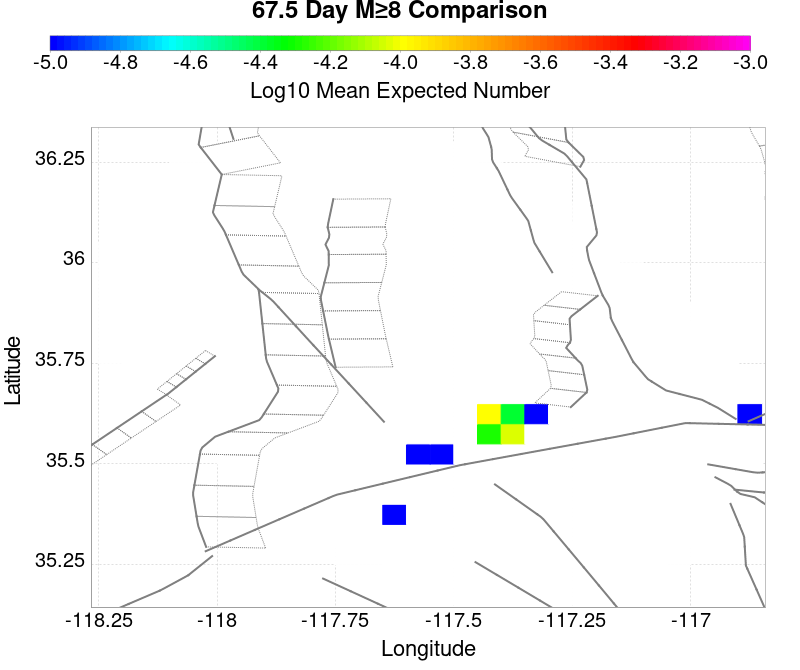 67.5 Day M≥8 Comparison
-5.0 -4.8 -4.6 -4.4 -4.2 -4.0 -3.8 -3.6 -3.4 -3.2 -3.0
Log10 Mean Expected Number
36.25
36
35.75
35.5
35.25
Latitude
-118.25 -118 -117.75 -117.5 -117.25 -117
Longitude